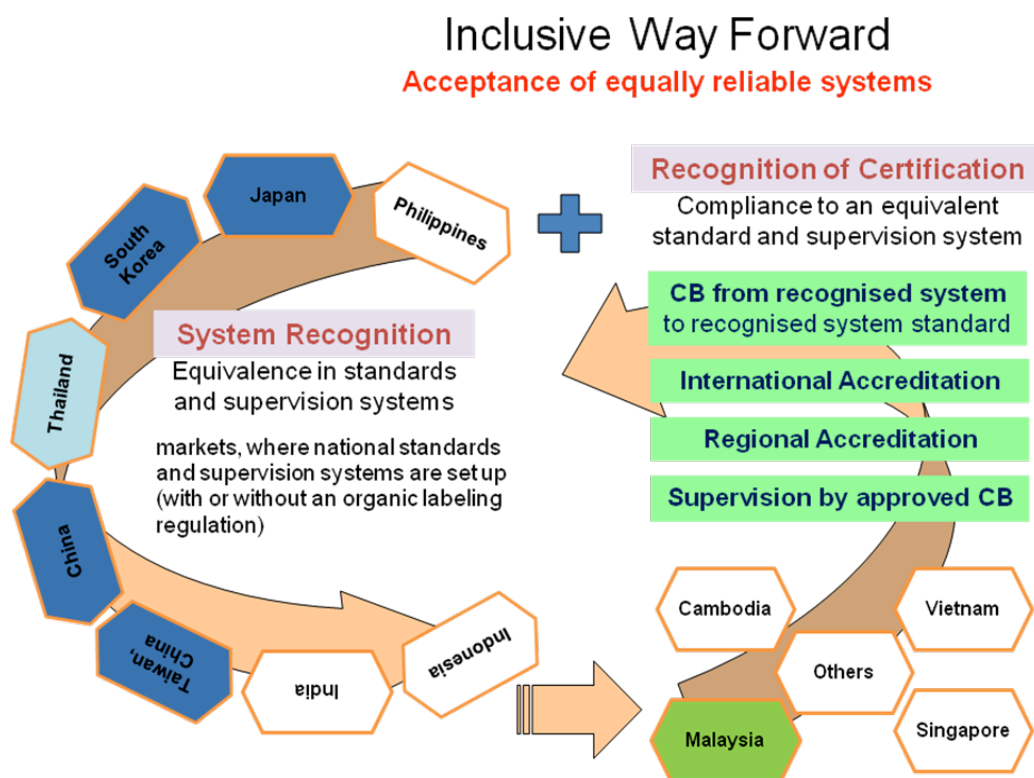 Inclusive Way Forward
Acceptance of equally reliable systems
Japan
Philippines
South
Korea
Thailand
China
Taiwan,
China
India
Indonesia
System Recognition
Equivalence in standards
and supervision systems
markets, where national standards
and supervision systems are set up
(with or without an organic labeling
regulation)
Recognition of Certification
Compliance to an equivalent
standard and supervision system
CB from recognised system
to recognised system standard
International Accreditation
Regional Accreditation
Supervision by approved CB
Cambodia
Vietnam
Others
Malaysia
Singapore